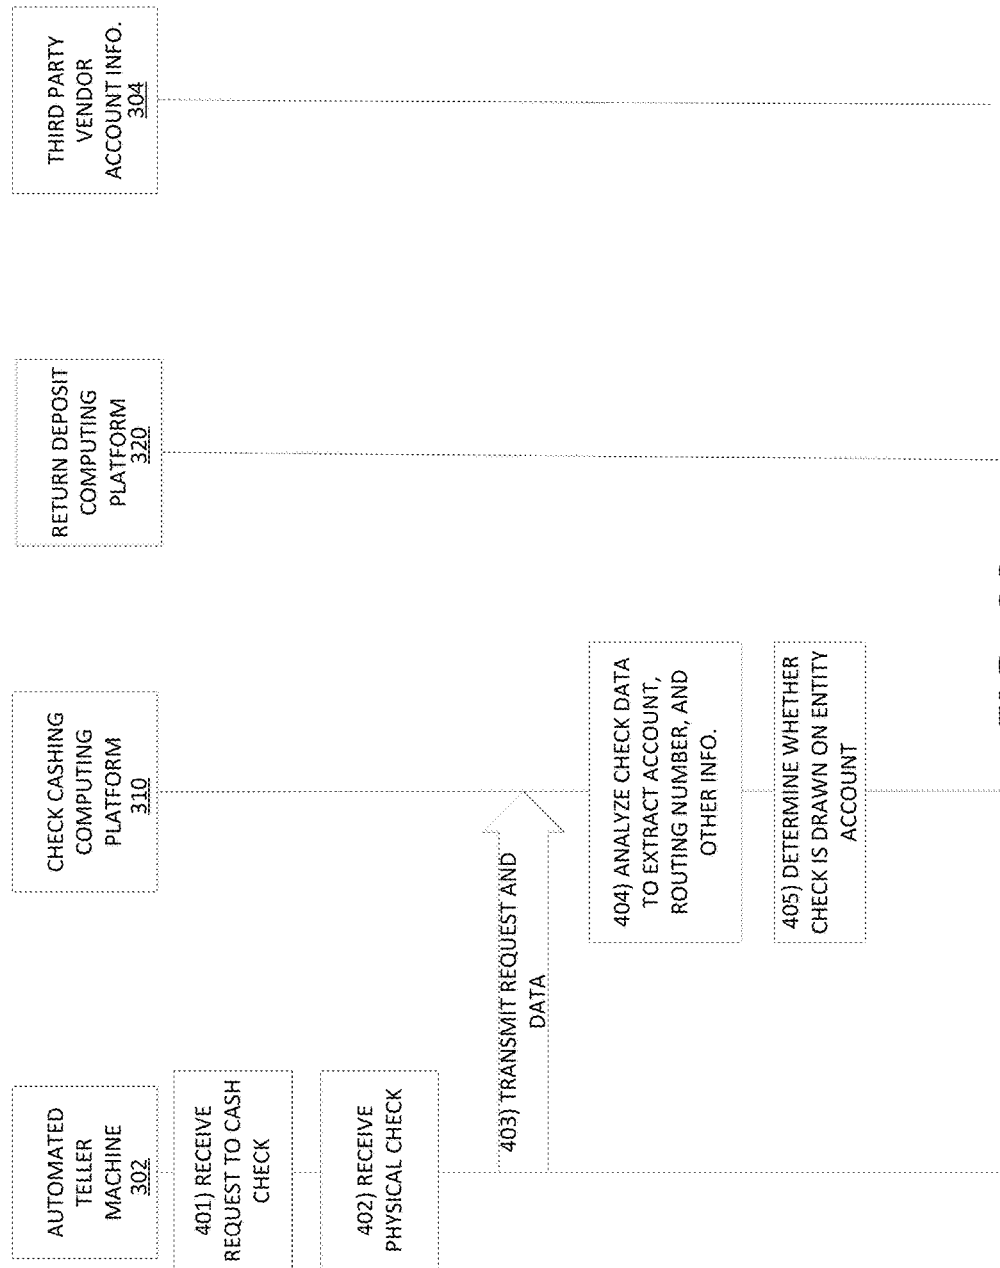 AUTOMATED
TELLER
MACHINE
302
CHECK CASHING
COMPUTING
PLATFORM
310
RETURN DEPOSIT
COMPUTING
PLATFORM
320
THIRD PARTY
VENDOR
ACCOUNT INFO.
304
401) RECEIVE
REQUEST TO CASH
CHECK
402) RECEIVE
PHYSICAL CHECK
403) TRANSMIT REQUEST AND
DATA
404) ANALYZE CHECK DATA
TO EXTRACT ACCOUNT,
ROUTING NUMBER, AND
OTHER INFO.
405) DETERMINE WHETHER
CHECK IS DRAWN ON ENTITY
ACCOUNT